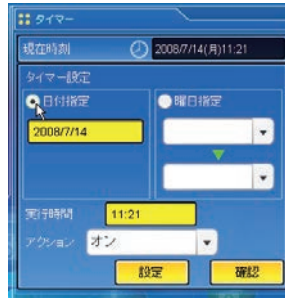 タイマー
現在時刻 2008/7/14(月)11:21
タイマー設定
日付指定 曜日指定
2008/7/14
実行時間 11:21
アクション オン
設定 確認